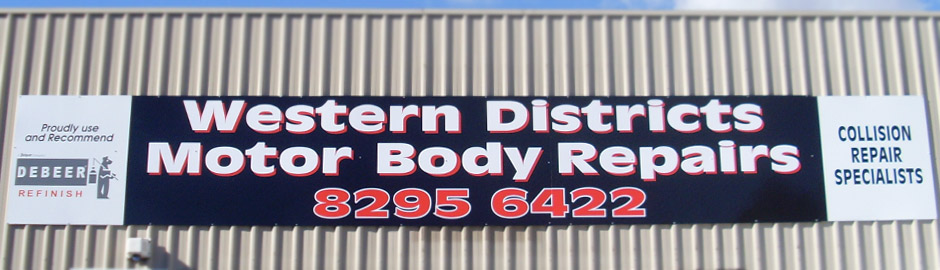 Proudly use
and Recommend
DEBEER
REFINISH
Western Districts
Motor Body Repairs
8295 6422
COLLISION
REPAIR
SPECIALISTS